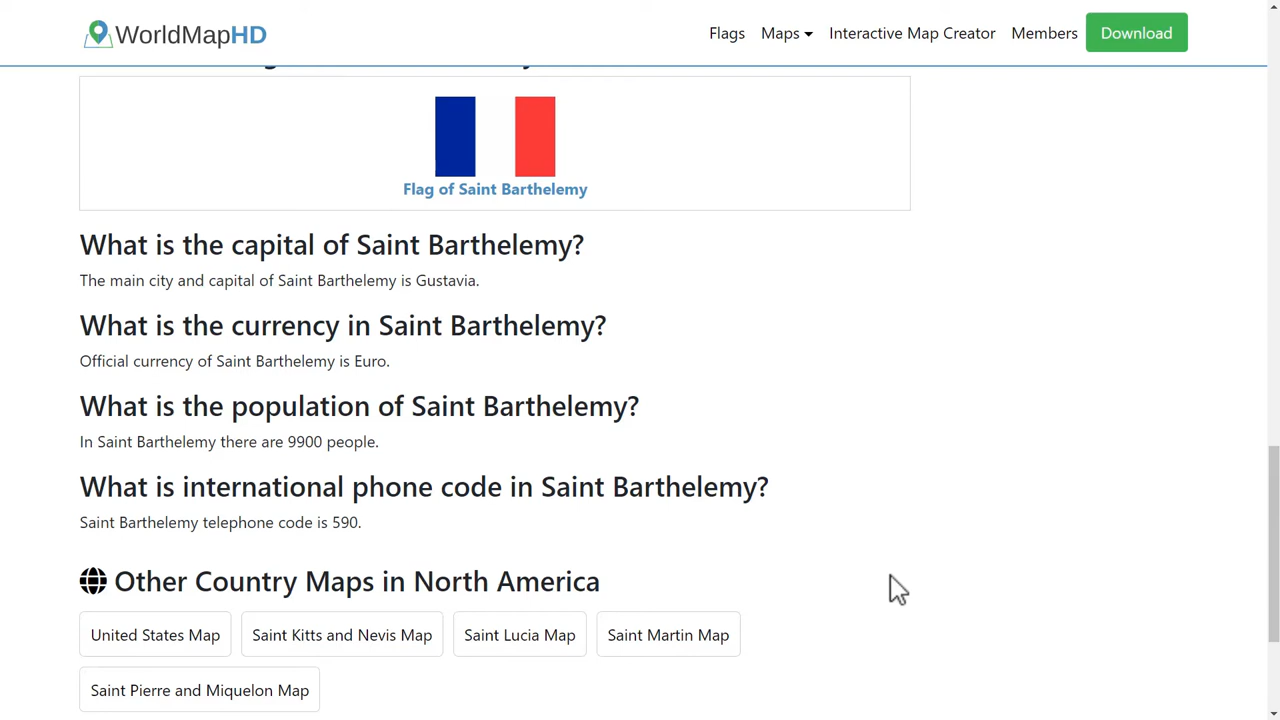 WorldMapHD
Flags
Maps
Interactive Map Creator
Members
Download
Flag of Saint Barthelemy
What is the capital of Saint Barthelemy?
The main city and capital of Saint Barthelemy is Gustavia.
What is the currency in Saint Barthelemy?
Official currency of Saint Barthelemy is Euro.
What is the population of Saint Barthelemy?
In Saint Barthelemy there are 9900 people.
What is international phone code in Saint Barthelemy?
Saint Barthelemy telephone code is 590.
Other Country Maps in North America
United States Map
Saint Kitts and Nevis Map
Saint Lucia Map
Saint Martin Map
Saint Pierre and Miquelon Map